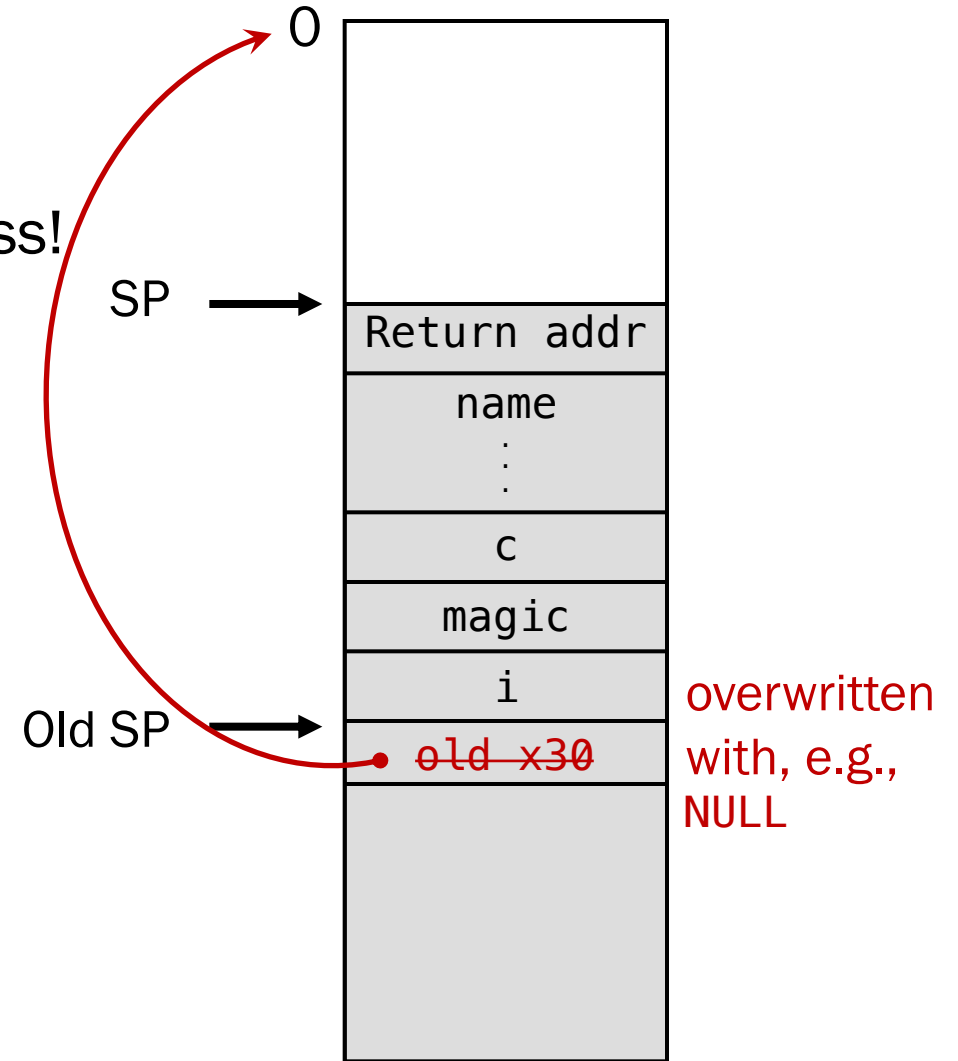 0
ss!
SP
Return addr
name
.
.
.
c
magic
i
Old SP
old x30
overwritten
with, e.g.,
NULL